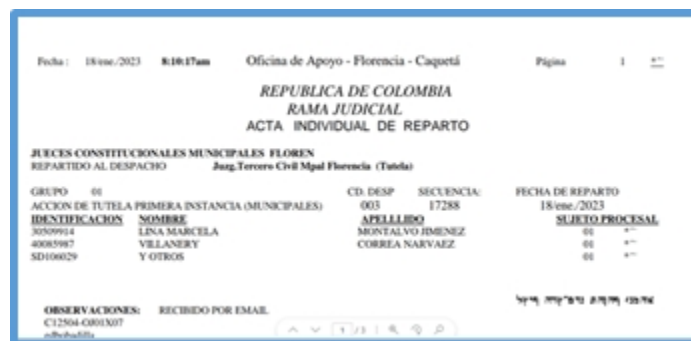 Fecha : 18/ene./2023 8:10:17am Oficina de Apoyo - Florencia - Caquetá Página 1
REPUBLICA DE COLOMBIA
RAMA JUDICIAL
ACTA INDIVIDUAL DE REPARTO
JUECES CONSTITUCIONALES MUNICIPALES FLOREN
REPARTIDO AL DESPACHO Juzg.Tercero Civil Mpal Florencia (Tutela)
GRUPO 01 CD. DESP SECUENCIA: FECHA DE REPARTO
ACCION DE TUTELA PRIMERA INSTANCIA (MUNICIPALES) 003 17288 18/ene./2023
IDENTIFICACION NOMBRE APELLLIDO SUJETO PROCESAL
30509914 LINA MARCELA MONTALVO JIMENEZ 01
40085987 VILLANERY CORREA NARVAEZ 01
SD106029 Y OTROS 01
OBSERVACIONES: RECIBIDO POR EMAIL
C12504-OJ01X07
1 / 3